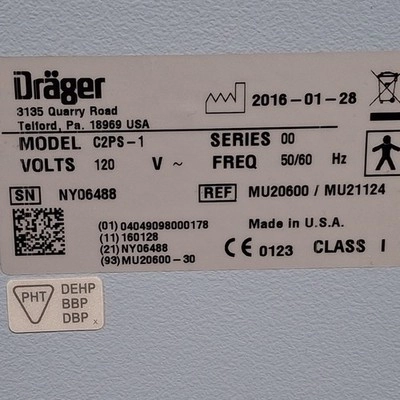 Dräger
3135 Quarry Road
Telford, Pa. 18969 USA
2016-01-28
MODEL C2PS-1 SERIES 00
VOLTS 120 V ~ FREQ 50/60 Hz
SN NY06488 REF MU20600 / MU21124
(01) 04049098000178
(11) 160128
(21) NY06488
(93) MU20600-30
Made in U.S.A.
CE 0123 CLASS I
PHT
DEHP
BBP
DBP x